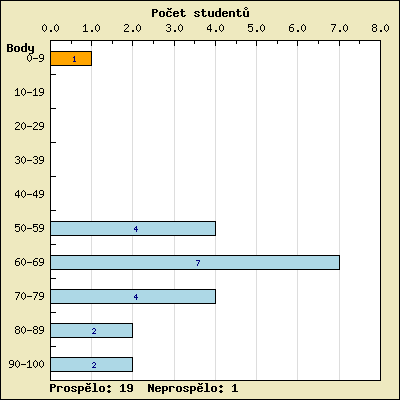 Počet studentů
0.0 1.0 2.0 3.0 4.0 5.0 6.0 7.0 8.0
Body
0-9 1
10-19
20-29
30-39
40-49
50-59 4
60-69 7
70-79 4
80-89 2
90-100 2
Prospělo: 19 Neprospělo: 1